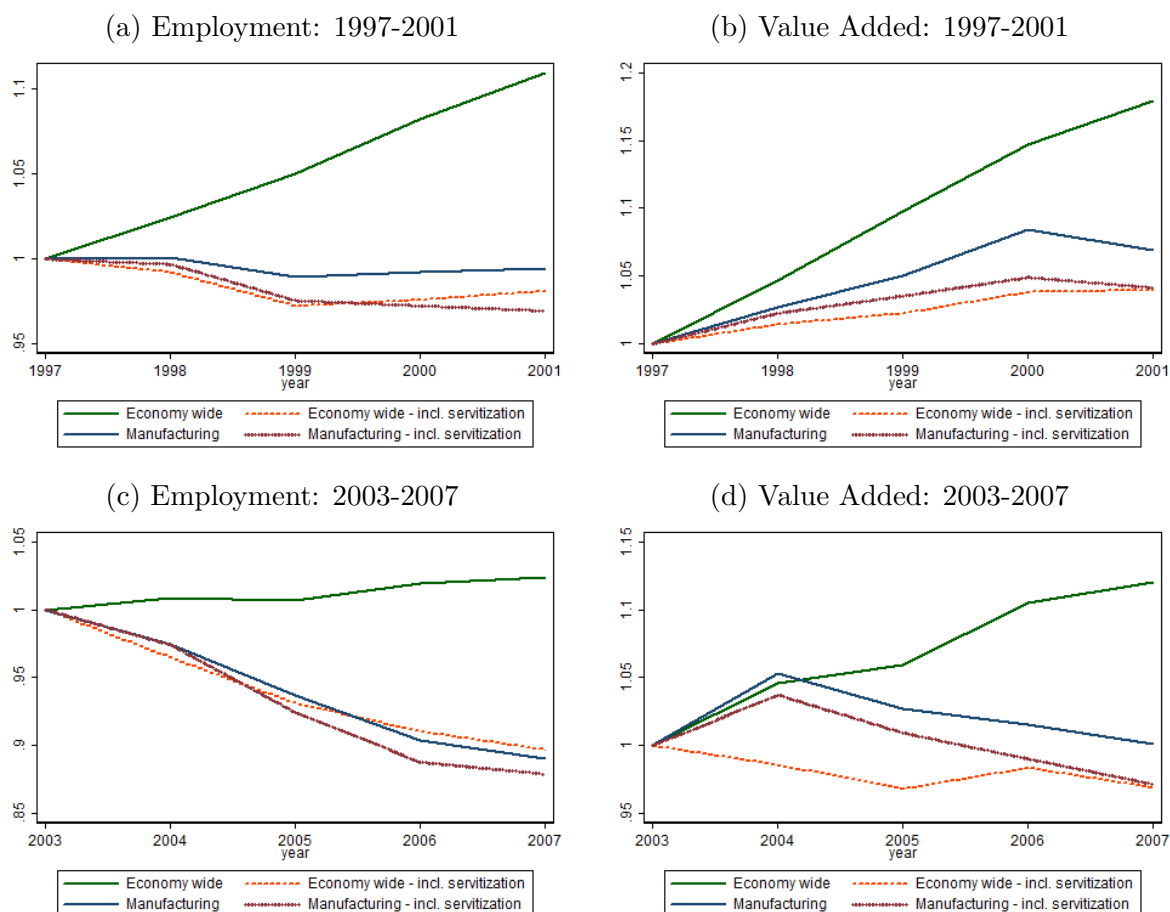 (a) Employment: 1997-2001
1.1
1.05
1
.95
1997 1998 1999 2000 2001
year
Economy wide Economy wide - incl. servitization
Manufacturing Manufacturing - incl. servitization
(b) Value Added: 1997-2001
1.2
1.15
1.1
1.05
1
1997 1998 1999 2000 2001
year
Economy wide Economy wide - incl. servitization
Manufacturing Manufacturing - incl. servitization
(c) Employment: 2003-2007
1.05
1
.95
.9
.85
2003 2004 2005 2006 2007
year
Economy wide Economy wide - incl. servitization
Manufacturing Manufacturing - incl. servitization
(d) Value Added: 2003-2007
1.15
1.1
1.05
1
.95
2003 2004 2005 2006 2007
year
Economy wide Economy wide - incl. servitization
Manufacturing Manufacturing - incl. servitization